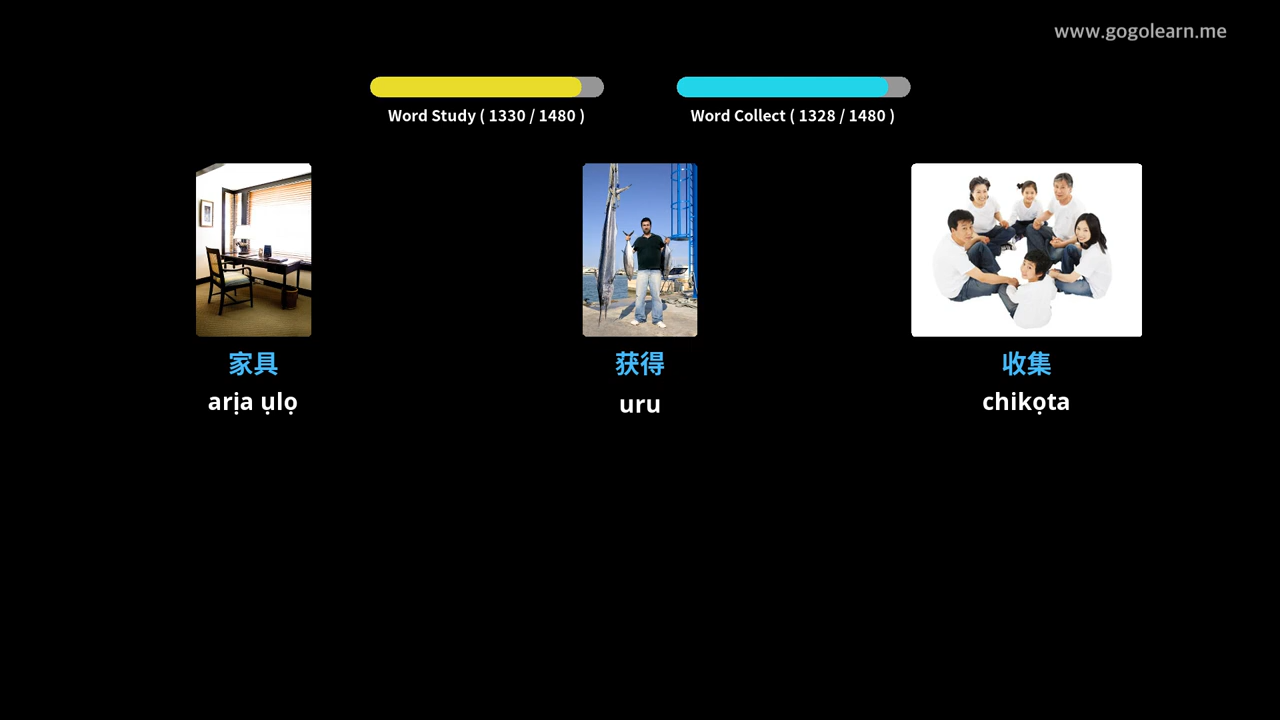 www.gogolearn.me
Word Study ( 1330 / 1480 )
Word Collect ( 1328 / 1480 )
家具
获得
收集
arịa ụlọ
uru
chikọta